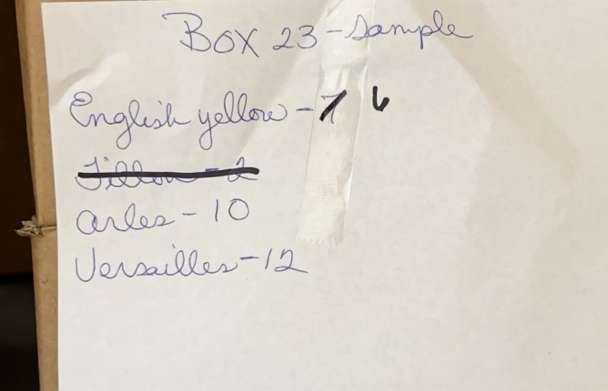 Box 23-Sample
English yellow - 7 6
Arles - 10
Versailles - 12